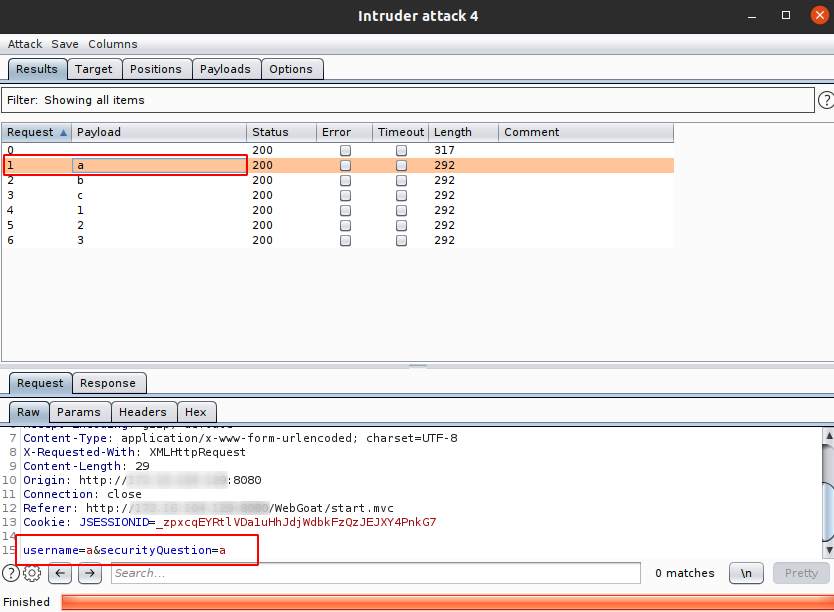 Intruder attack 4
Attack Save Columns
Results Target Positions Payloads Options
Filter: Showing all items ?
Request Payload Status Error Timeout Length Comment
0 200 317
1 a 200 292
2 b 200 292
3 c 200 292
4 1 200 292
5 2 200 292
6 3 200 292
Request Response
Raw Params Headers Hex
7 Content-Type: application/x-www-form-urlencoded; charset=UTF-8
8 X-Requested-With: XMLHttpRequest
9 Content-Length: 29
10 Origin: http:// :8080
11 Connection: close
12 Referer: http:// /WebGoat/start.mvc
13 Cookie: JSESSIONID=_zpxcqEYRtlVDa1uHhJdjWdbkFzQzJEJXY4PnkG7
14
15 username=a&securityQuestion=a
? Search... 0 matches \n Pretty
Finished